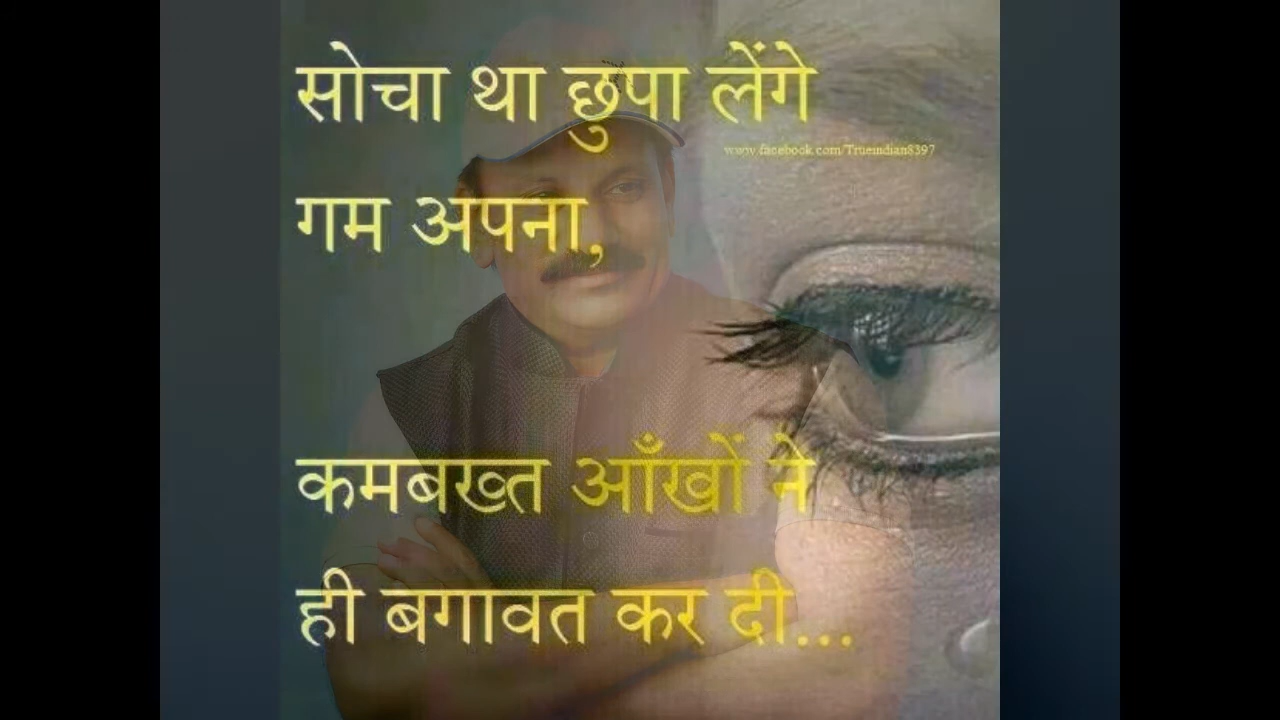 सोचा था छुपा लेंगे
www.facebook.com/Trueindian8397
गम अपना,
कमबख्त आँखों ने
ही बगावत कर दी...